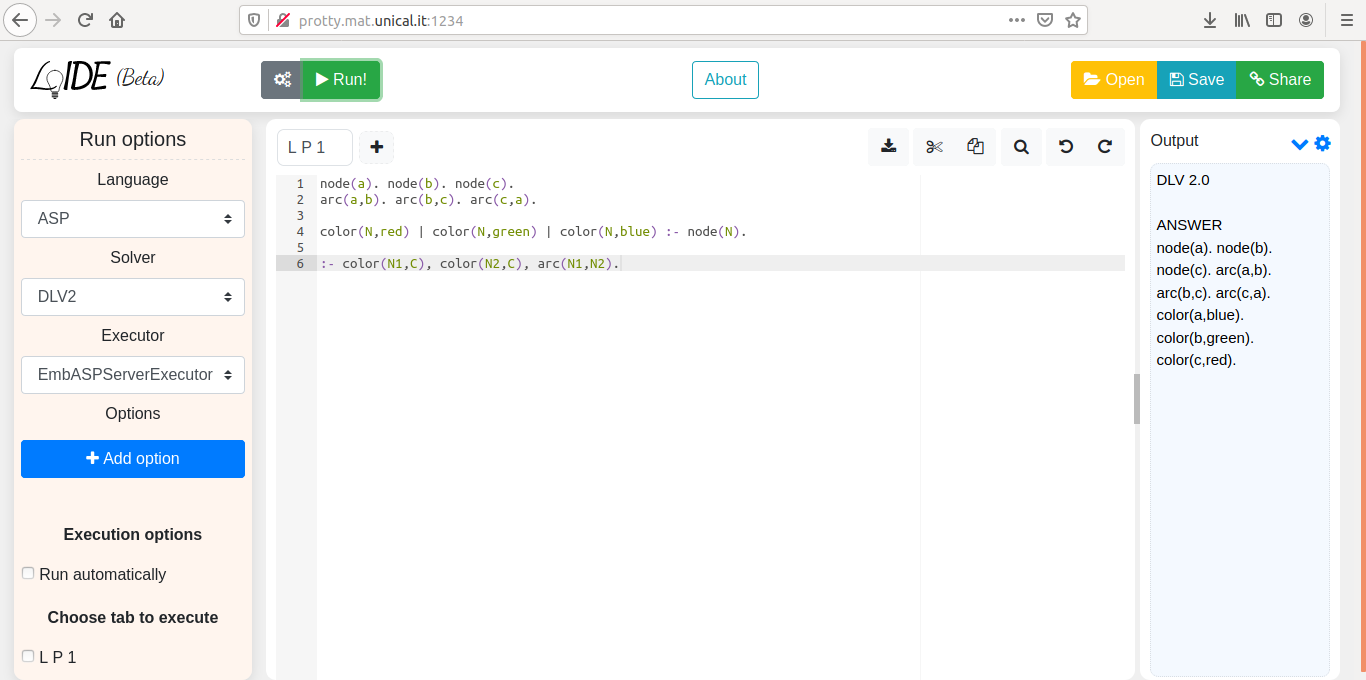 protty.mat.unical.it:1234
LoIDE (Beta)
Run!
About
Open
Save
Share
Run options
Language
ASP
Solver
DLV2
Executor
EmbASPServerExecutor
Options
Add option
Execution options
Run automatically
Choose tab to execute
L P 1
L P 1
1 node(a). node(b). node(c).
2 arc(a,b). arc(b,c). arc(c,a).
3
4 color(N,red) | color(N,green) | color(N,blue) :- node(N).
5
6 :- color(N1,C), color(N2,C), arc(N1,N2).
Output
DLV 2.0
ANSWER
node(a). node(b).
node(c). arc(a,b).
arc(b,c). arc(c,a).
color(a,blue).
color(b,green).
color(c,red).